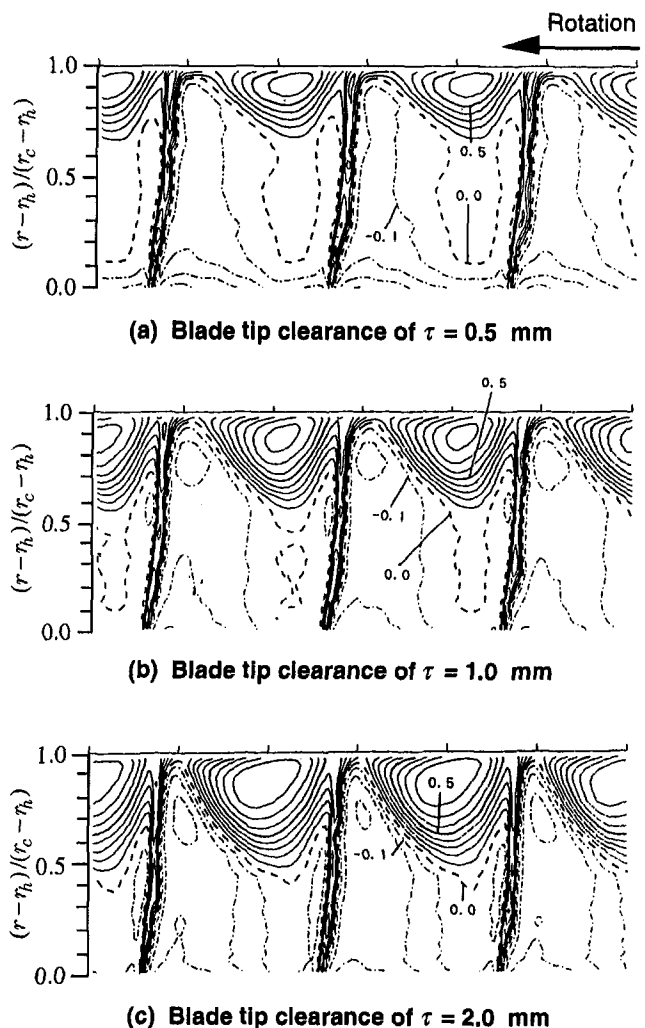 Rotation
1.0
0.5
0.0
(r−r_h)/(r_c−r_h)
0.5
0.0
−0.1
(a) Blade tip clearance of τ = 0.5 mm
1.0
0.5
0.0
(r−r_h)/(r_c−r_h)
0.5
−0.1
0.0
(b) Blade tip clearance of τ = 1.0 mm
1.0
0.5
0.0
(r−r_h)/(r_c−r_h)
0.5
−0.1
0.0
(c) Blade tip clearance of τ = 2.0 mm